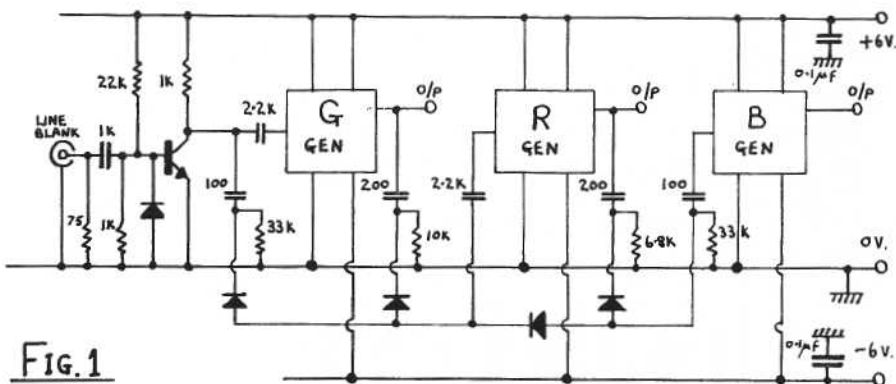 +6V.
0.1µF
22K
1K
2.2K
G
GEN
O/P
R
GEN
O/P
B
GEN
O/P
LINE
BLANK
1K
75
1K
100
33K
200
10K
2.2K
200
6.8K
100
33K
0V.
0.1µF
-6V.
FIG.1